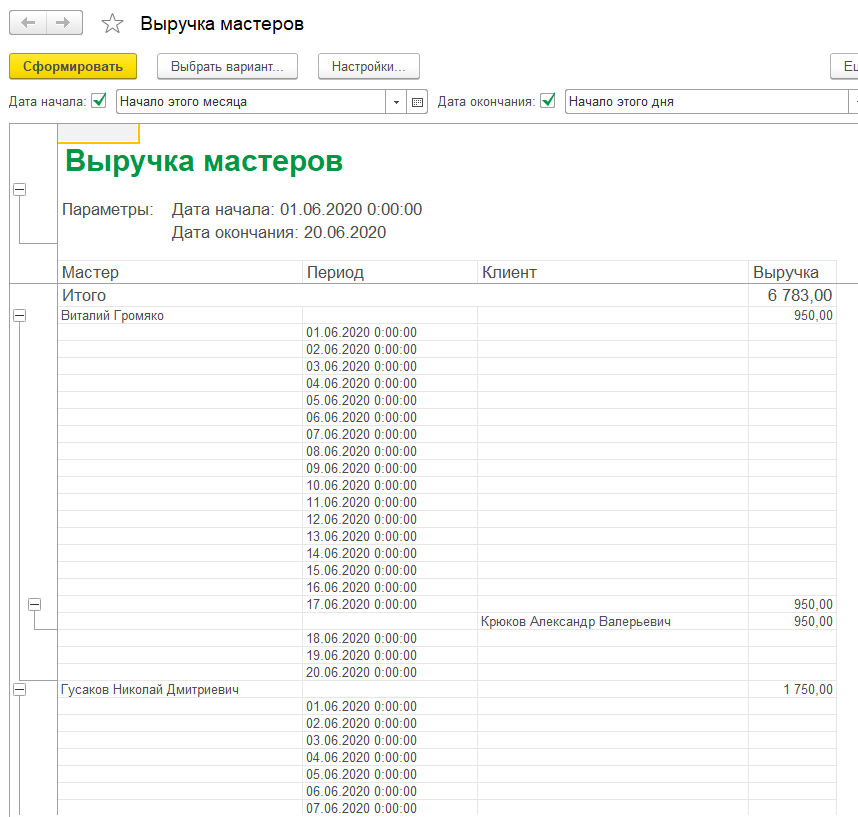 Выручка мастеров
Сформировать Выбрать вариант... Настройки... Ещ
Дата начала: Начало этого месяца Дата окончания: Начало этого дня
Выручка мастеров
Параметры: Дата начала: 01.06.2020 0:00:00
Дата окончания: 20.06.2020
Мастер Период Клиент Выручка
Итого 6 783,00
Виталий Громяко 950,00
01.06.2020 0:00:00
02.06.2020 0:00:00
03.06.2020 0:00:00
04.06.2020 0:00:00
05.06.2020 0:00:00
06.06.2020 0:00:00
07.06.2020 0:00:00
08.06.2020 0:00:00
09.06.2020 0:00:00
10.06.2020 0:00:00
11.06.2020 0:00:00
12.06.2020 0:00:00
13.06.2020 0:00:00
14.06.2020 0:00:00
15.06.2020 0:00:00
16.06.2020 0:00:00
17.06.2020 0:00:00 950,00
Крюков Александр Валерьевич 950,00
18.06.2020 0:00:00
19.06.2020 0:00:00
20.06.2020 0:00:00
Гусаков Николай Дмитриевич 1 750,00
01.06.2020 0:00:00
02.06.2020 0:00:00
03.06.2020 0:00:00
04.06.2020 0:00:00
05.06.2020 0:00:00
06.06.2020 0:00:00
07.06.2020 0:00:00